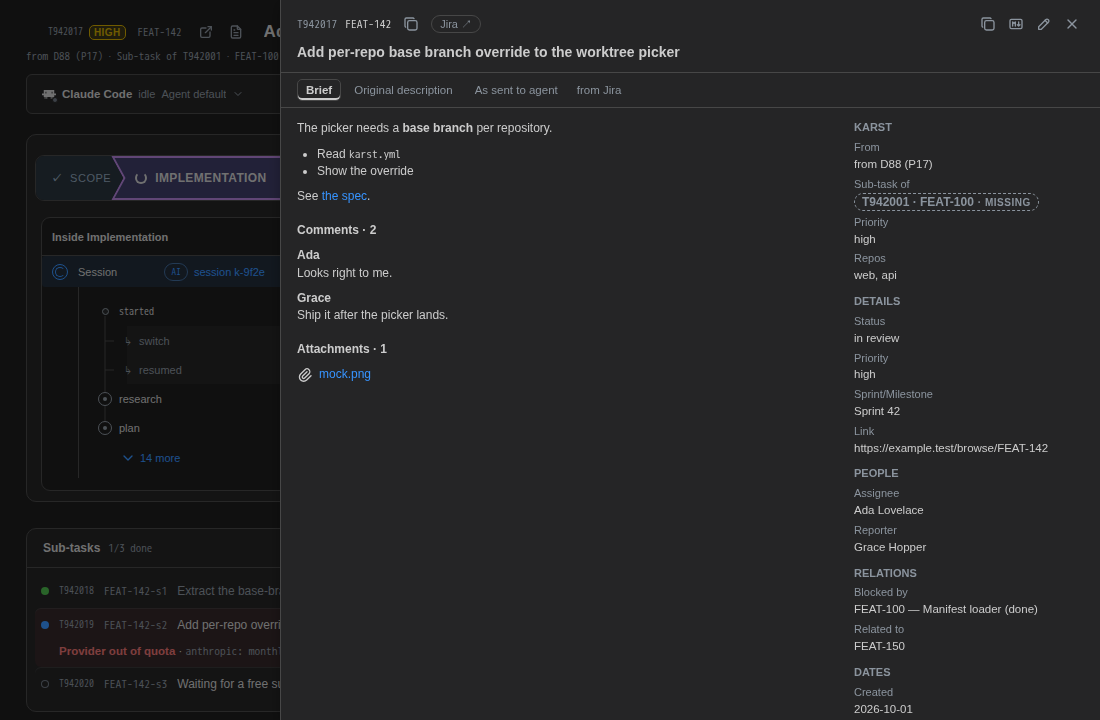 T942017 HIGH FEAT-142
from D88 (P17) · Sub-task of T942001 · FEAT-100
Claude Code idle Agent default
✓ SCOPE
IMPLEMENTATION
Inside Implementation
Session AI session k-9f2e
started
↳ switch
↳ resumed
research
plan
14 more
Sub-tasks 1/3 done
T942018 FEAT-142-s1 Extract the base-br
T942019 FEAT-142-s2 Add per-repo overri
Provider out of quota · anthropic: month
T942020 FEAT-142-s3 Waiting for a free
T942017 FEAT-142 Jira ↗
Add per-repo base branch override to the worktree picker
Brief Original description As sent to agent from Jira
The picker needs a base branch per repository.
• Read karst.yml
• Show the override
See the spec.
Comments · 2
Ada
Looks right to me.
Grace
Ship it after the picker lands.
Attachments · 1
mock.png
KARST
From
from D88 (P17)
Sub-task of
T942001 · FEAT-100 · MISSING
Priority
high
Repos
web, api
DETAILS
Status
in review
Priority
high
Sprint/Milestone
Sprint 42
Link
https://example.test/browse/FEAT-142
PEOPLE
Assignee
Ada Lovelace
Reporter
Grace Hopper
RELATIONS
Blocked by
FEAT-100 — Manifest loader (done)
Related to
FEAT-150
DATES
Created
2026-10-01